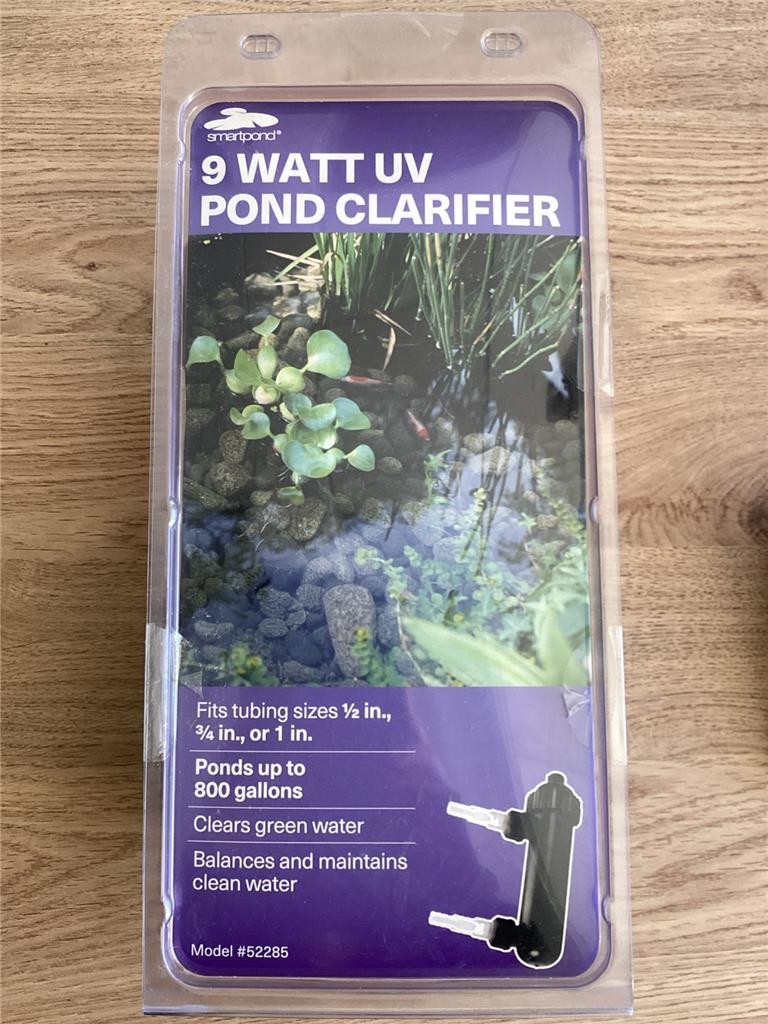 smartpond®
9 WATT UV
POND CLARIFIER
Fits tubing sizes ½ in.,
¾ in., or 1 in.
Ponds up to
800 gallons
Clears green water
Balances and maintains
clean water
Model #52285